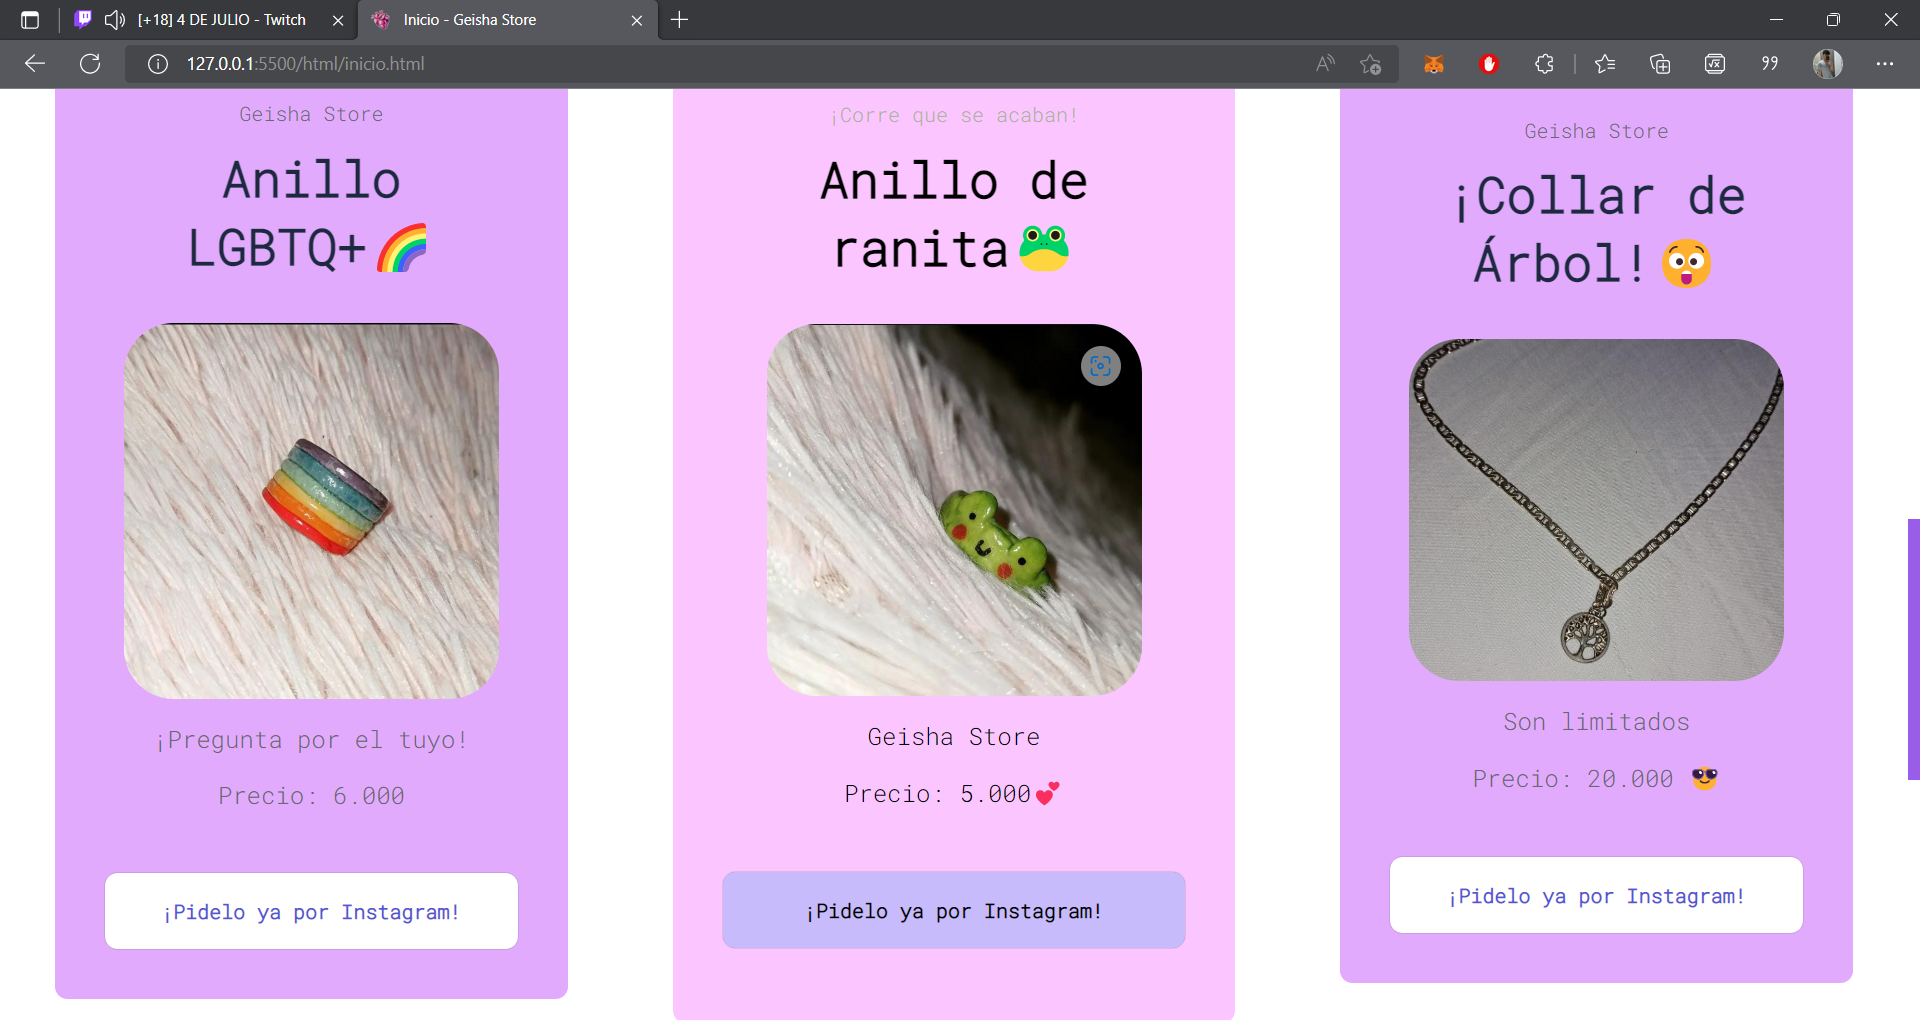 [+18] 4 DE JULIO - Twitch
Inicio - Geisha Store
127.0.0.1:5500/html/inicio.html
Geisha Store
Anillo
LGBTQ+🌈
¡Pregunta por el tuyo!
Precio: 6.000
¡Pidelo ya por Instagram!
¡Corre que se acaban!
Anillo de
ranita🐸
Geisha Store
Precio: 5.000💕
¡Pidelo ya por Instagram!
Geisha Store
¡Collar de
Árbol!😲
Son limitados
Precio: 20.000 😎
¡Pidelo ya por Instagram!